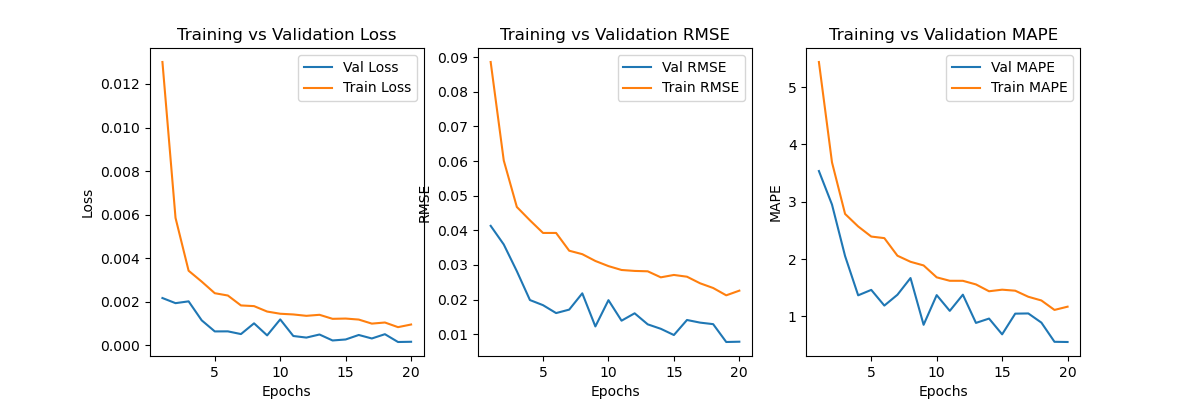 Training vs Validation Loss
Val Loss
Train Loss
0.012
0.010
0.008
0.006
0.004
0.002
0.000
Loss
5
10
15
20
Epochs
Training vs Validation RMSE
Val RMSE
Train RMSE
0.09
0.08
0.07
0.06
0.05
0.04
0.03
0.02
0.01
RMSE
5
10
15
20
Epochs
Training vs Validation MAPE
Val MAPE
Train MAPE
5
4
3
2
1
MAPE
5
10
15
20
Epochs